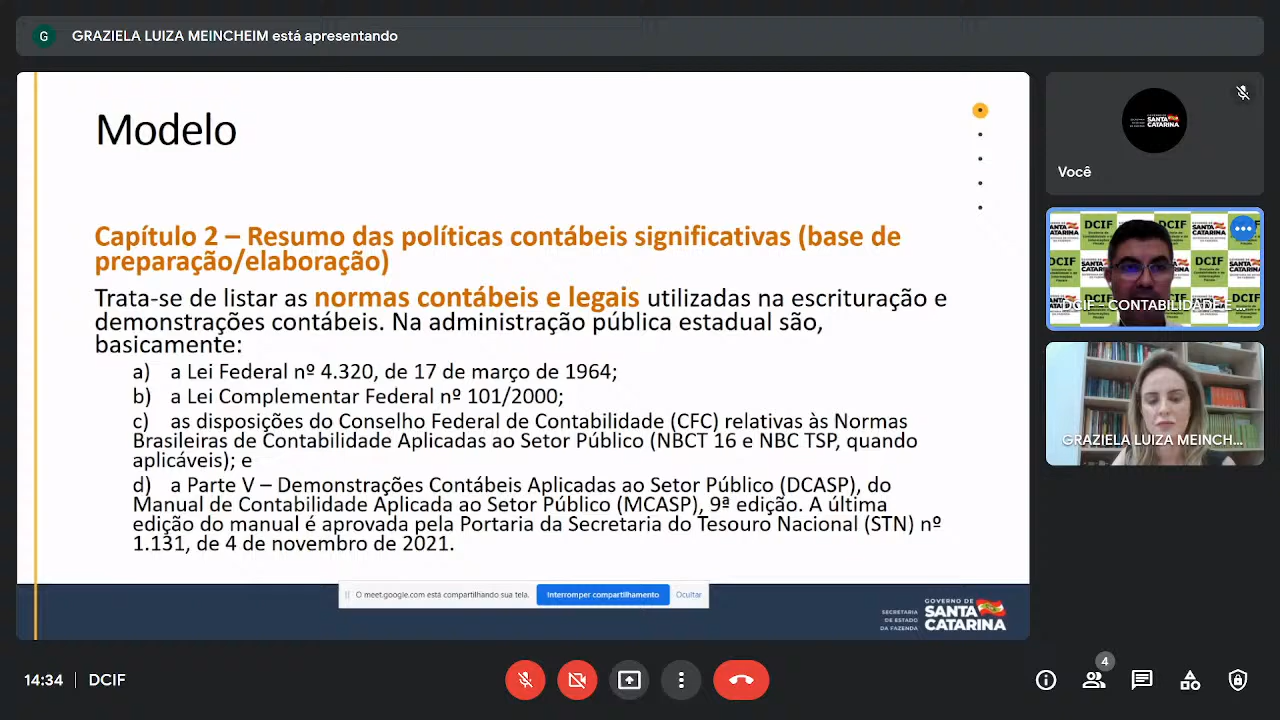 G GRAZIELA LUIZA MEINCHEIM está apresentando
Modelo
Capítulo 2 – Resumo das políticas contábeis significativas (base de
preparação/elaboração)
Trata-se de listar as normas contábeis e legais utilizadas na escrituração e
demonstrações contábeis. Na administração pública estadual são,
basicamente:
a) a Lei Federal nº 4.320, de 17 de março de 1964;
b) a Lei Complementar Federal nº 101/2000;
c) as disposições do Conselho Federal de Contabilidade (CFC) relativas às Normas
Brasileiras de Contabilidade Aplicadas ao Setor Público (NBCT 16 e NBC TSP, quando
aplicáveis); e
d) a Parte V – Demonstrações Contábeis Aplicadas ao Setor Público (DCASP), do
Manual de Contabilidade Aplicada ao Setor Público (MCASP), 9ª edição. A última
edição do manual é aprovada pela Portaria da Secretaria do Tesouro Nacional (STN) nº
1.131, de 4 de novembro de 2021.
O meet.google.com está compartilhando sua tela. Interromper compartilhamento Ocultar
SECRETARIA
DE ESTADO
DA FAZENDA
GOVERNO DE
SANTA
CATARINA
SANTA
CATARINA
Você
DCIF
SANTA
DCIF
DCIF
DCIF - CONTABILIDADE E ...
GRAZIELA LUIZA MEINCH...
14:34 | DCIF
4